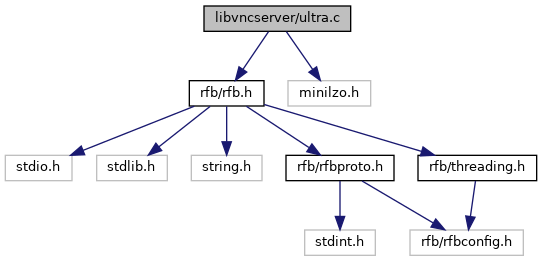 libvncserver/ultra.c
rfb/rfb.h
minilzo.h
stdio.h
stdlib.h
string.h
rfb/rfbproto.h
rfb/threading.h
stdint.h
rfb/rfbconfig.h